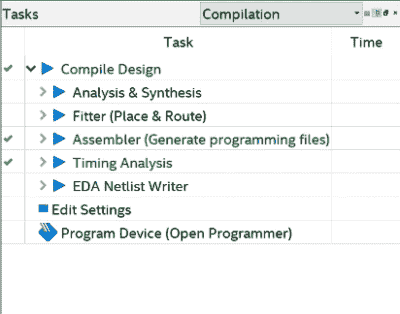 Tasks Compilation
Task Time
Compile Design
Analysis & Synthesis
Fitter (Place & Route)
Assembler (Generate programming files)
Timing Analysis
EDA Netlist Writer
Edit Settings
Program Device (Open Programmer)